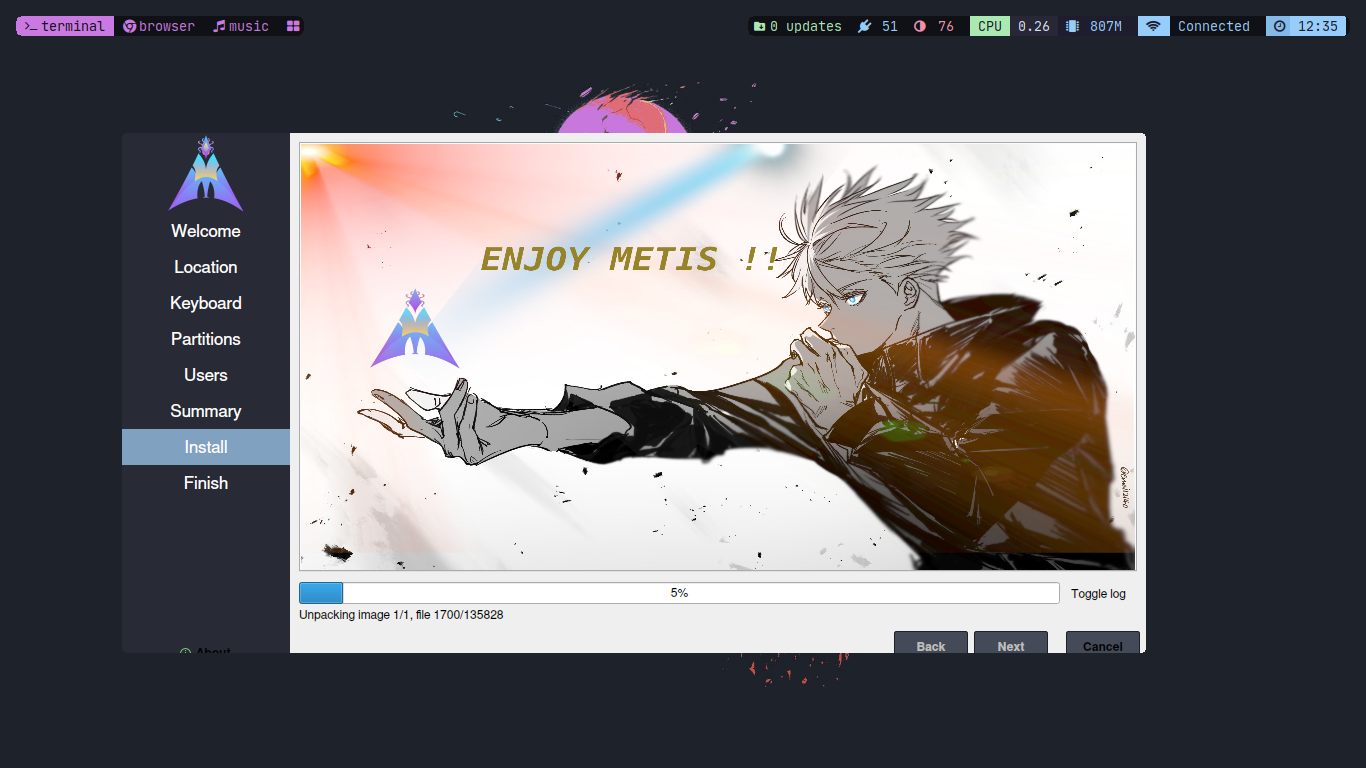 terminal browser music 0 updates 51 76 CPU 0.26 807M Connected 12:35
Welcome
Location
Keyboard
Partitions
Users
Summary
Install
Finish
About
ENJOY METIS !!
5%
Toggle log
Unpacking image 1/1, file 1700/135828
Back Next Cancel